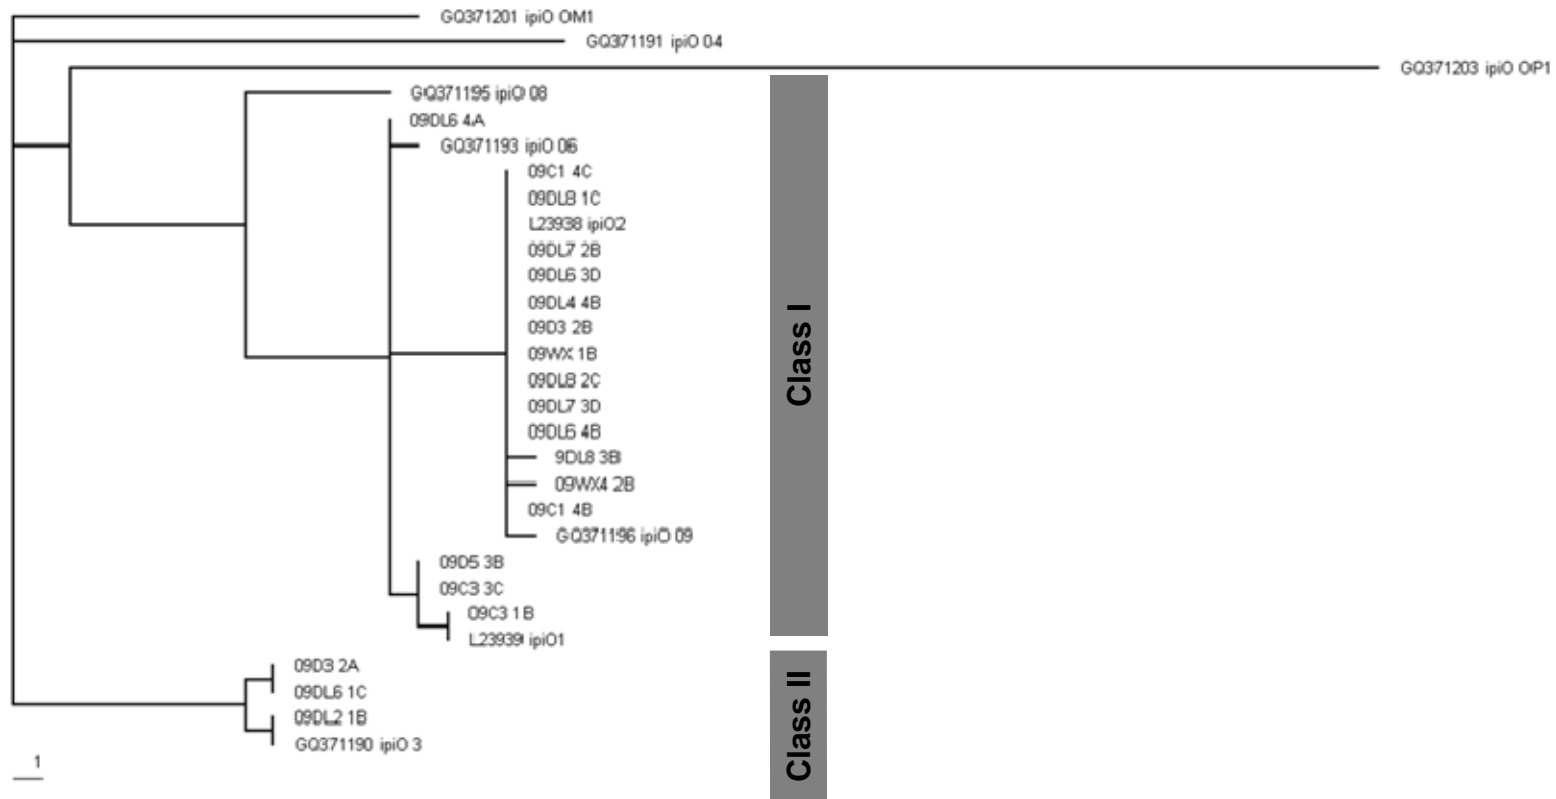 GQ371201 ipiO OM1
GQ371191 ipiO 04
GQ371203 ipiO OP1
GQ371195 ipiO 08
09DL6 4A
GQ371193 ipiO 06
09C1 4C
09DL8 1C
L23938 ipiO2
09DL7 2B
09DL6 3D
09DL4 4B
09D3 2B
09WX 1B
09DL8 2C
09DL7 3D
09DL6 4B
9DL8 3B
09WX4 2B
09C1 4B
GQ371196 ipiO 09
09D5 3B
09C3 3C
09C3 1B
L23939 ipiO1
Class I
09D3 2A
09DL6 1C
09DL2 1B
GQ371190 ipiO 3
Class II
1